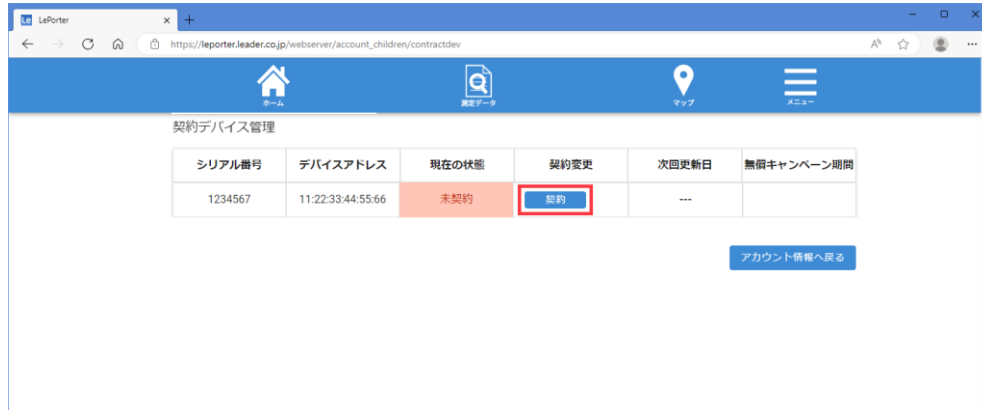 Le LePorter
https://leporter.leader.co.jp/webserver/account_children/contractdev
ホーム 測定データ マップ メニュー
契約デバイス管理
シリアル番号 デバイスアドレス 現在の状態 契約変更 次回更新日 無償キャンペーン期間
1234567 11:22:33:44:55:66 未契約 契約 ---
アカウント情報へ戻る